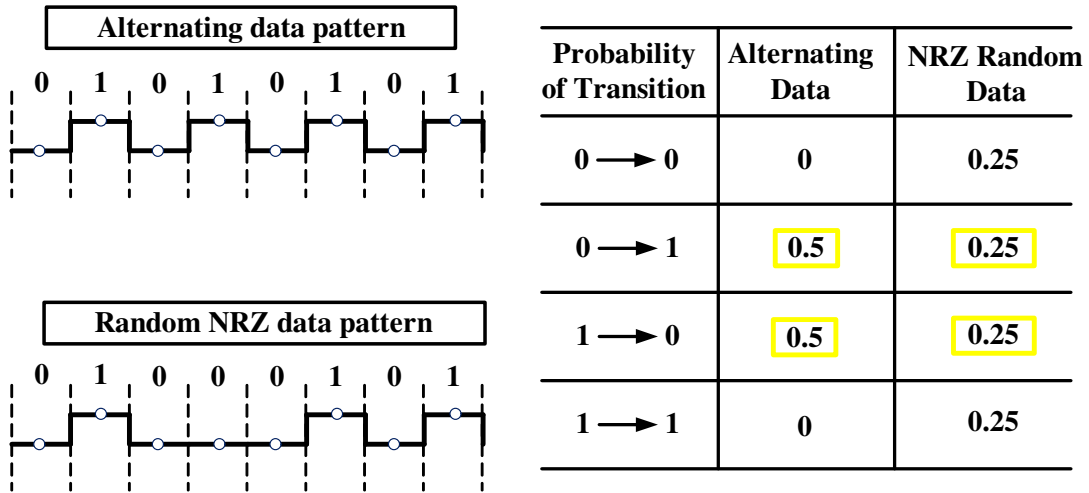 Alternating data pattern
0 1 0 1 0 1 0 1
Random NRZ data pattern
0 1 0 0 0 1 0 1
Probability of Transition Alternating Data NRZ Random Data
0 → 0 0 0.25
0 → 1 0.5 0.25
1 → 0 0.5 0.25
1 → 1 0 0.25